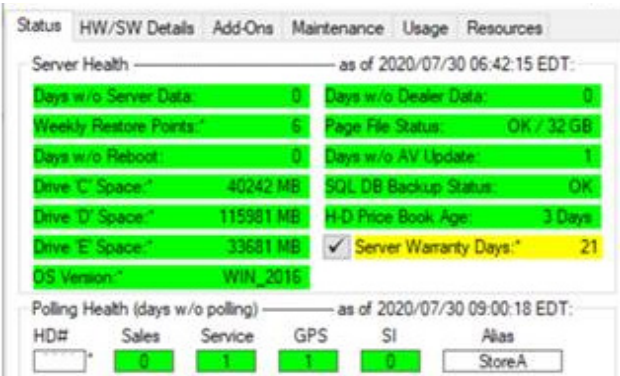 Status HW/SW Details Add-Ons Maintenance Usage Resources
Server Health as of 2020/07/30 06:42:15 EDT:
Days w/o Server Data: 0 Days w/o Dealer Data: 0
Weekly Restore Points:* 6 Page File Status: OK / 32 GB
Days w/o Reboot: 0 Days w/o AV Update: 1
Drive 'C' Space:* 40242 MB SQL DB Backup Status: OK
Drive 'D' Space:* 115981 MB H-D Price Book Age: 3 Days
Drive 'E' Space:* 33681 MB Server Warranty Days:* 21
OS Version:* WIN_2016
Polling Health (days w/o polling) as of 2020/07/30 09:00:18 EDT:
HD# Sales Service GPS SI Alias
* 0 1 1 0 StoreA